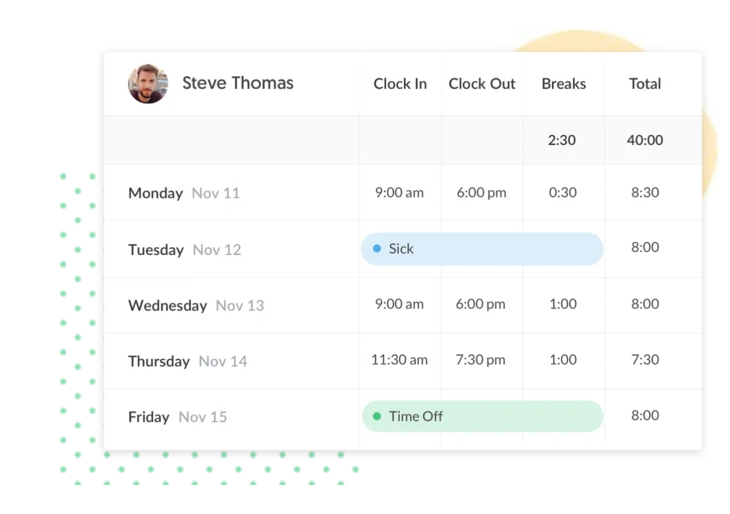 Steve Thomas Clock In Clock Out Breaks Total
2:30 40:00
Monday Nov 11 9:00 am 6:00 pm 0:30 8:30
Tuesday Nov 12 Sick 8:00
Wednesday Nov 13 9:00 am 6:00 pm 1:00 8:00
Thursday Nov 14 11:30 am 7:30 pm 1:00 7:30
Friday Nov 15 Time Off 8:00